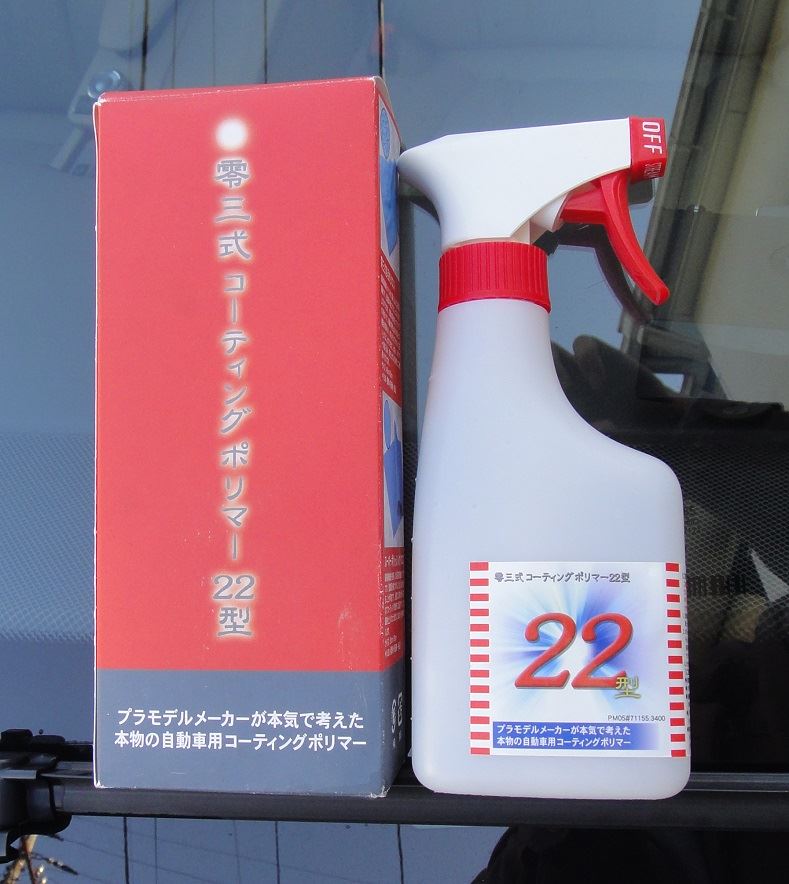 零三式 コーティングポリマー22型
プラモデルメーカーが本気で考えた
本物の自動車用コーティングポリマー
OFF
零三式コーティングポリマー22型
22型
PM05#71155:3400
プラモデルメーカーが本気で考えた
本物の自動車用コーティングポリマー